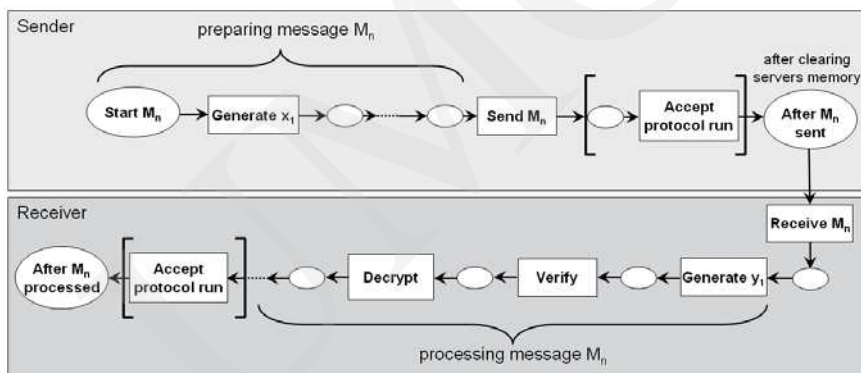 Sender
preparing message Mn
after clearing
servers memory
Start Mn
Generate x1
Send Mn
Accept
protocol run
After Mn
sent
Receiver
Receive Mn
After Mn
processed
Accept
protocol run
Decrypt
Verify
Generate y1
processing message Mn